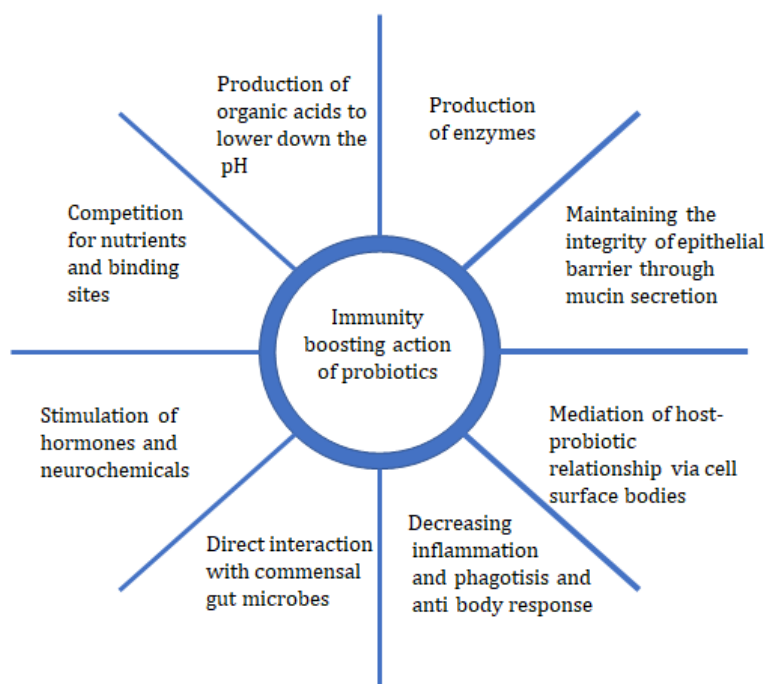 Production of
organic acids to
lower down the
pH
Production
of enzymes
Maintaining the
integrity of epithelial
barrier through
mucin secretion
Mediation of host-
probiotic
relationship via cell
surface bodies
Decreasing
inflammation
and phagotisis and
anti body response
Direct interaction
with commensal
gut microbes
Stimulation of
hormones and
neurochemicals
Competition
for nutrients
and binding
sites
Immunity
boosting action
of probiotics